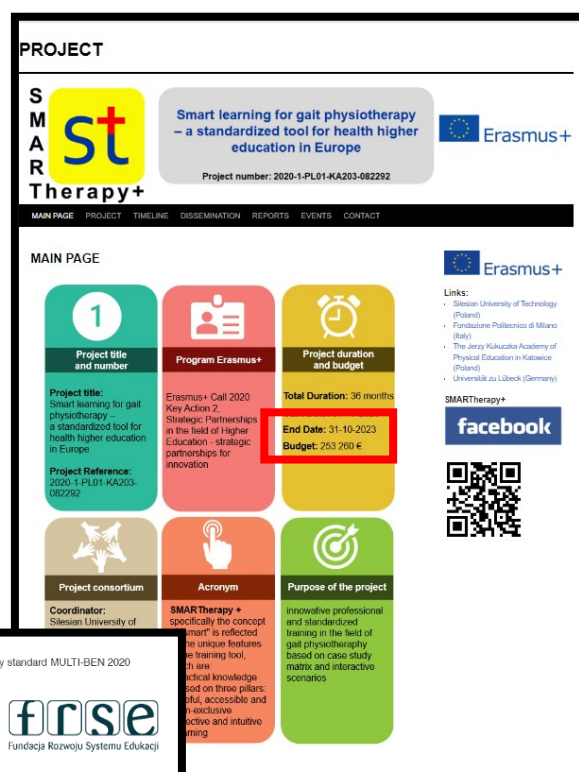 PROJECT
S
M
A
R
Therapy+
st
Smart learning for gait physiotherapy
– a standardized tool for health higher
education in Europe
Project number: 2020-1-PL01-KA203-082292
Erasmus+
MAIN PAGE PROJECT TIMELINE DISSEMINATION REPORTS EVENTS CONTACT
MAIN PAGE
1
Project title
and number
Project title:
Smart learning for gait
physiotherapy –
a standardized tool for
health higher education
in Europe
Project Reference:
2020-1-PL01-KA203-
082292
Program Erasmus+
Erasmus+ Call 2020
Key Action 2,
Strategic Partnerships
in the field of Higher
Education - strategic
partnerships for
innovation
Project duration
and budget
Total Duration: 36 months
End Date: 31-10-2023
Budget: 253 260 €
Erasmus+
Links:
Silesian University of Technology
(Poland)
Fondazione Politecnico di Milano
(Italy)
The Jerzy Kukuczka Academy of
Physical Education in Katowice
(Poland)
Universität zu Lübeck (Germany)
SMARTherapy+
facebook
Project consortium
Coordinator:
Silesian University of
Acronym
SMARTherapy +
specifically the concept
"smart" is reflected
the unique features
training tool,
are:
knowledge
on three pillars:
accessible and
-exclusive
and intuitive
Purpose of the project
innovative professional
and standardized
training in the field of
gait physiotheraphy
based on case study
matrix and interactive
scenarios
y standard MULTI-BEN 2020
frse
Fundacja Rozwoju Systemu Edukacji